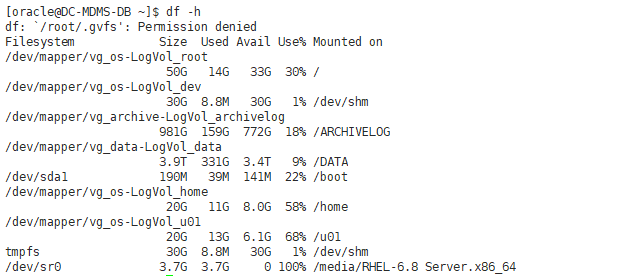 [oracle@DC-MDMS-DB ~]$ df -h
df: `/root/.gvfs': Permission denied
Filesystem            Size  Used Avail Use% Mounted on
/dev/mapper/vg_os-LogVol_root
                       50G   14G   33G  30% /
/dev/mapper/vg_os-LogVol_dev
                       30G  8.8M   30G   1% /dev/shm
/dev/mapper/vg_archive-LogVol_archivelog
                      981G  159G  772G  18% /ARCHIVELOG
/dev/mapper/vg_data-LogVol_data
                      3.9T  331G  3.4T   9% /DATA
/dev/sda1             190M   39M  141M  22% /boot
/dev/mapper/vg_os-LogVol_home
                       20G   11G  8.0G  58% /home
/dev/mapper/vg_os-LogVol_u01
                       20G   13G  6.1G  68% /u01
tmpfs                  30G  8.8M   30G   1% /dev/shm
/dev/sr0              3.7G  3.7G     0 100% /media/RHEL-6.8 Server.x86_64